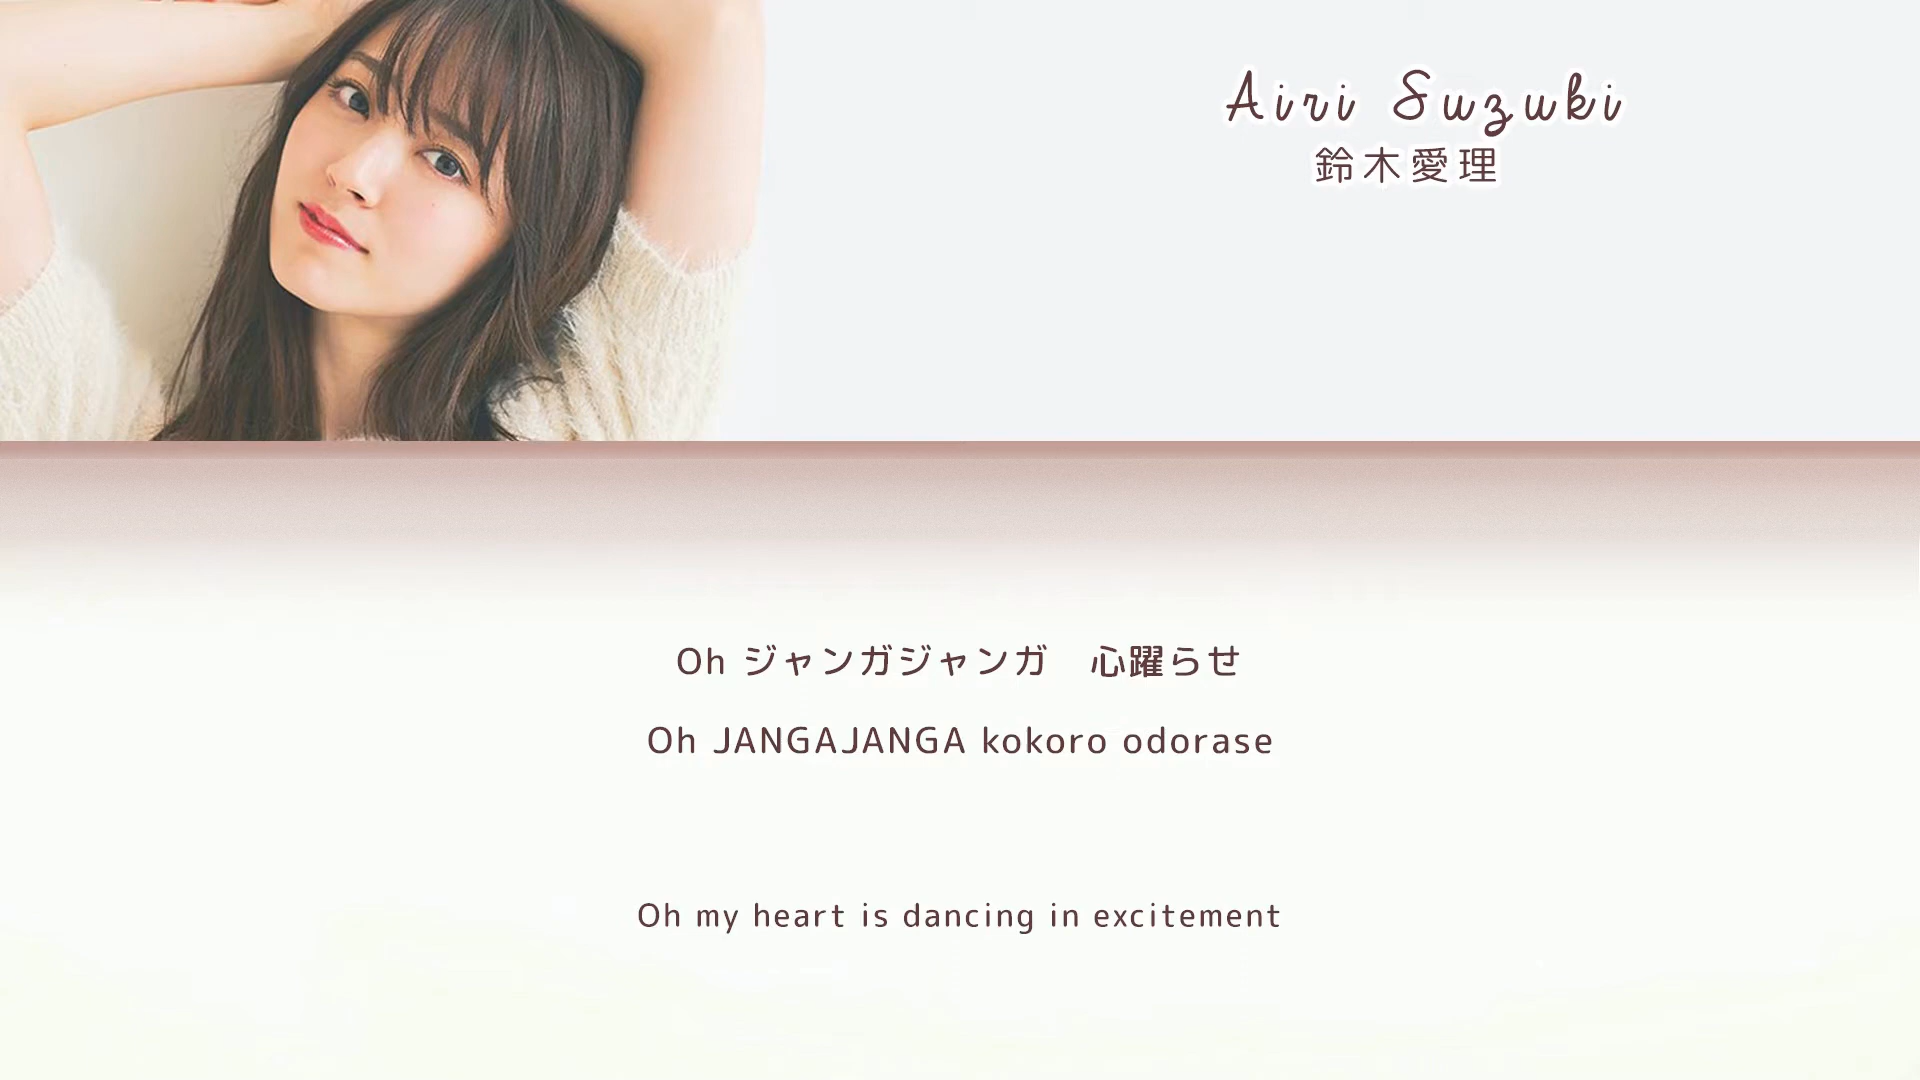 Airi Suzuki
鈴木愛理
Oh ジャンガジャンガ　心躍らせ
Oh JANGAJANGA kokoro odorase
Oh my heart is dancing in excitement